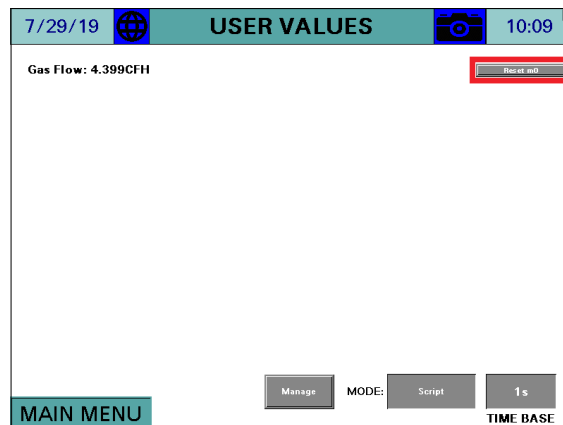 7/29/19 USER VALUES 10:09
Gas Flow: 4.399CFH Reset m0
Manage MODE: Script 1s
MAIN MENU TIME BASE